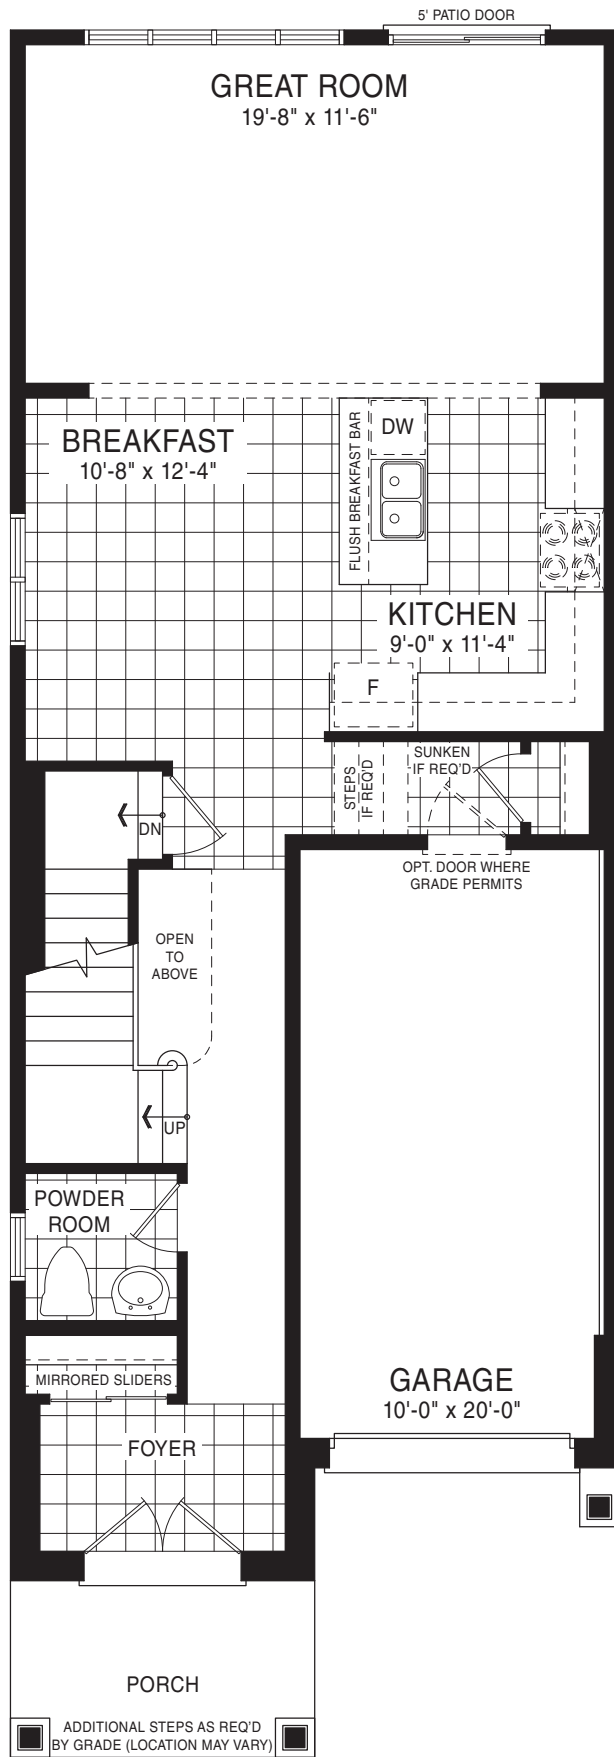 5' PATIO DOOR
GREAT ROOM
19'-8" x 11'-6"
BREAKFAST
10'-8" x 12'-4"
FLUSH BREAKFAST BAR
DW
KITCHEN
9'-0" x 11'-4"
F
STEPS
IF REQ'D
SUNKEN
IF REQ'D
DN
OPT. DOOR WHERE
GRADE PERMITS
OPEN
TO
ABOVE
UP
POWDER
ROOM
MIRRORED SLIDERS
GARAGE
10'-0" x 20'-0"
FOYER
PORCH
ADDITIONAL STEPS AS REQ'D
BY GRADE (LOCATION MAY VARY)